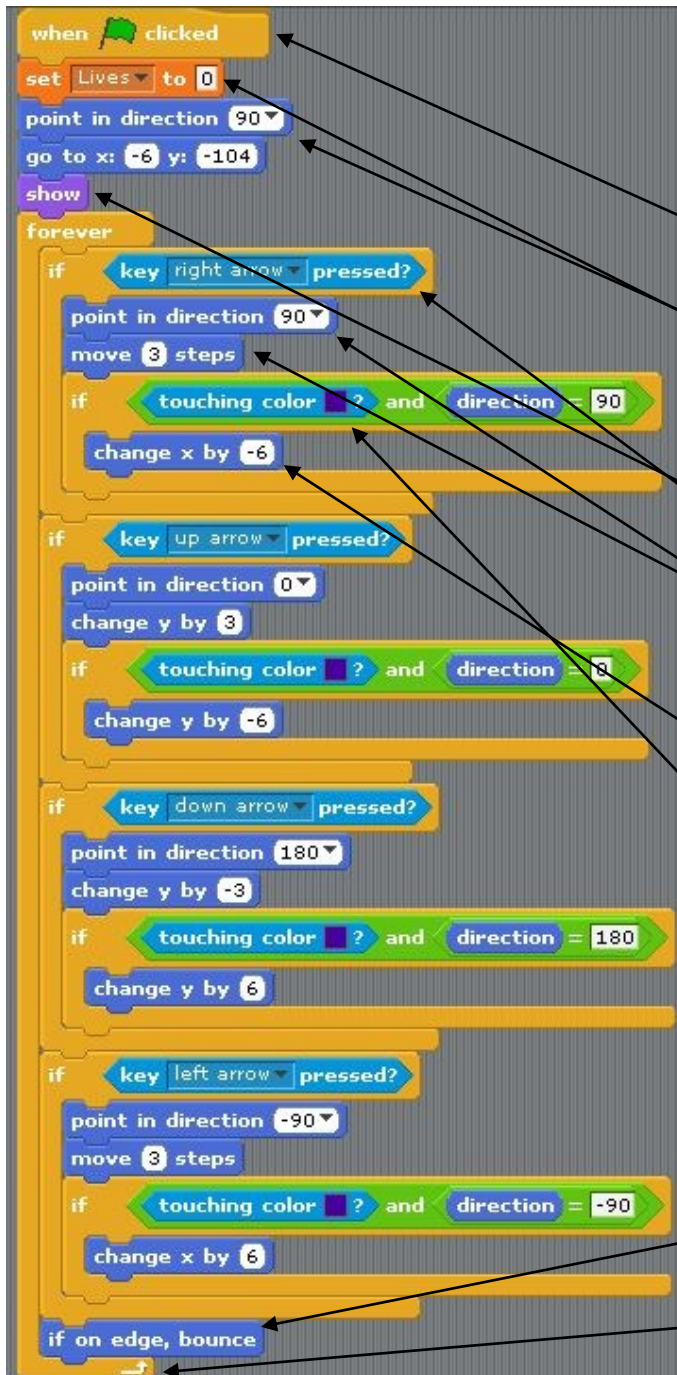 when clicked
set Lives to 0
point in direction 90
go to x: -6 y: -104
show
forever
if key right arrow pressed?
point in direction 90
move 3 steps
if touching color ? and direction = 90
change x by -6
if key up arrow pressed?
point in direction 0
change y by 3
if touching color ? and direction = 0
change y by -6
if key down arrow pressed?
point in direction 180
change y by -3
if touching color ? and direction = 180
change y by 6
if key left arrow pressed?
point in direction -90
move 3 steps
if touching color ? and direction = -90
change x by 6
if on edge, bounce